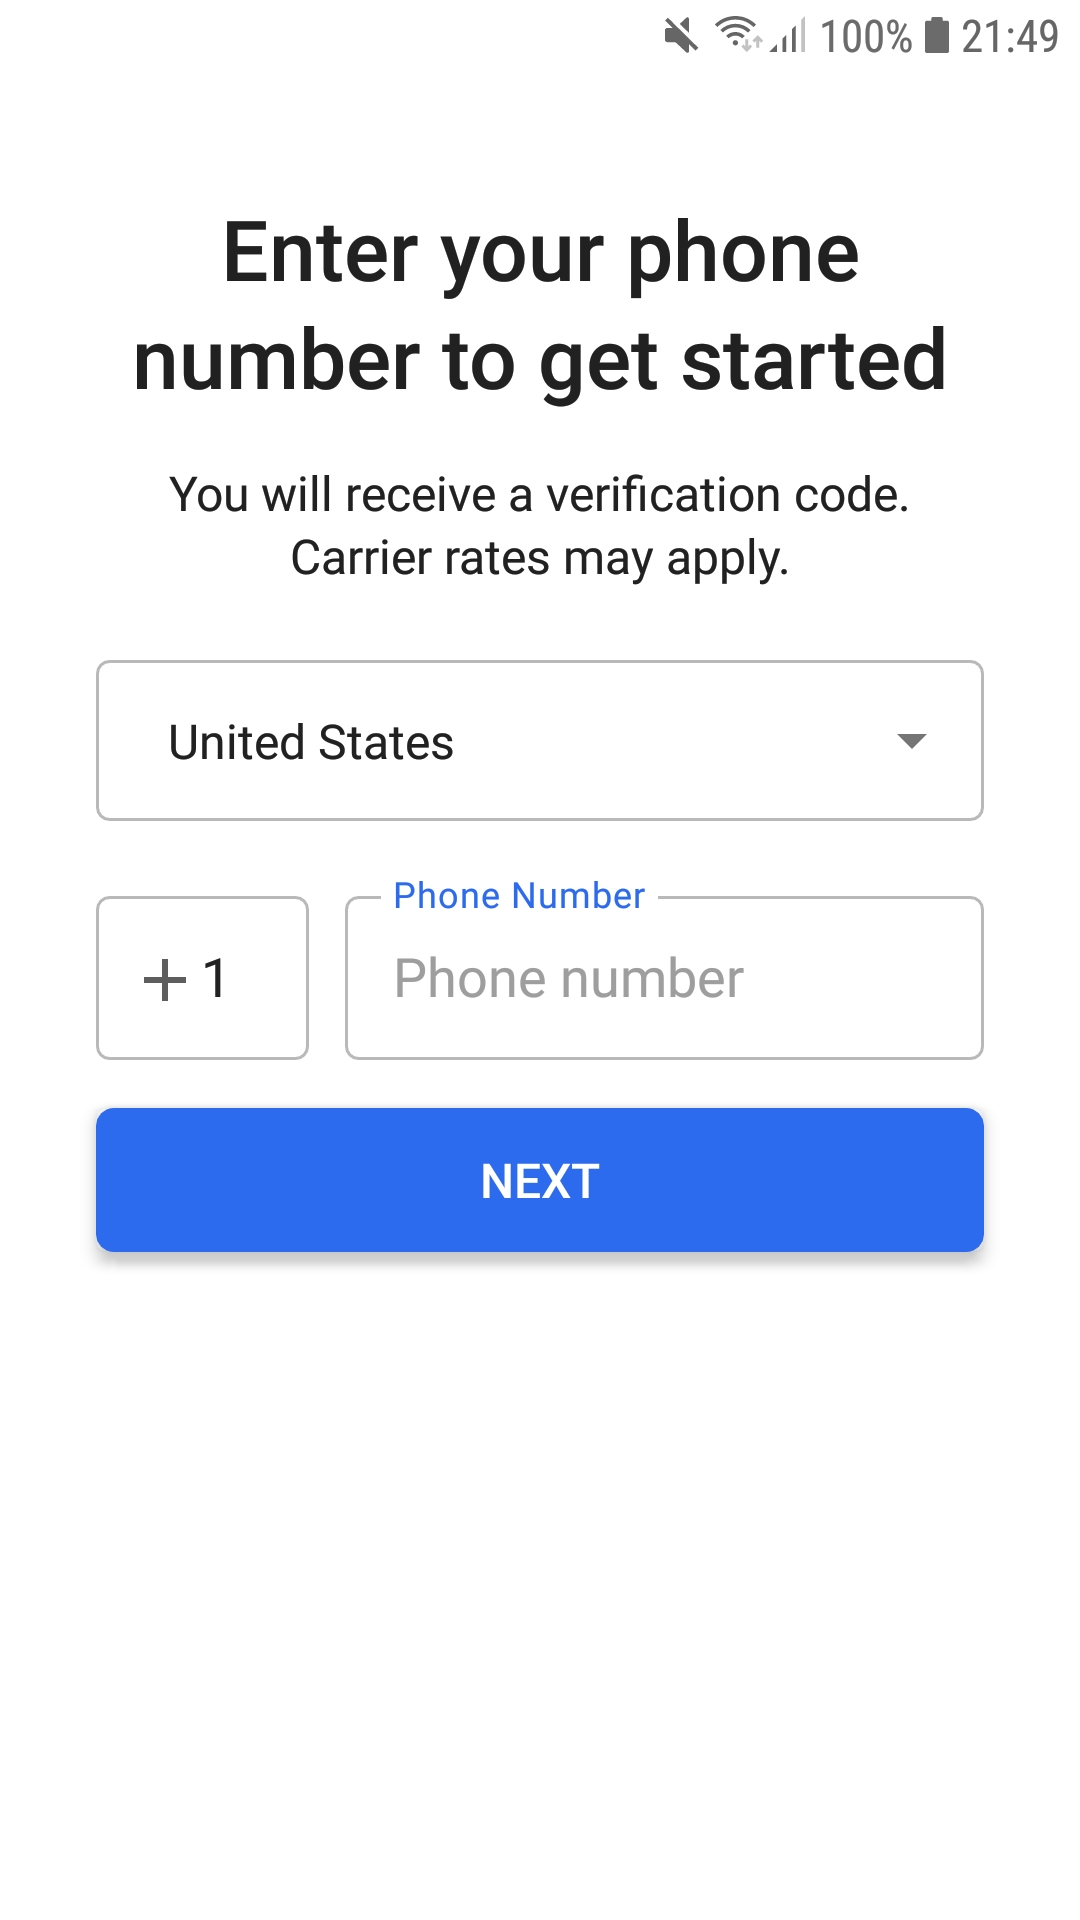 100% 21:49
Enter your phone
number to get started
You will receive a verification code.
Carrier rates may apply.
United States
Phone Number
+ 1
Phone number
NEXT